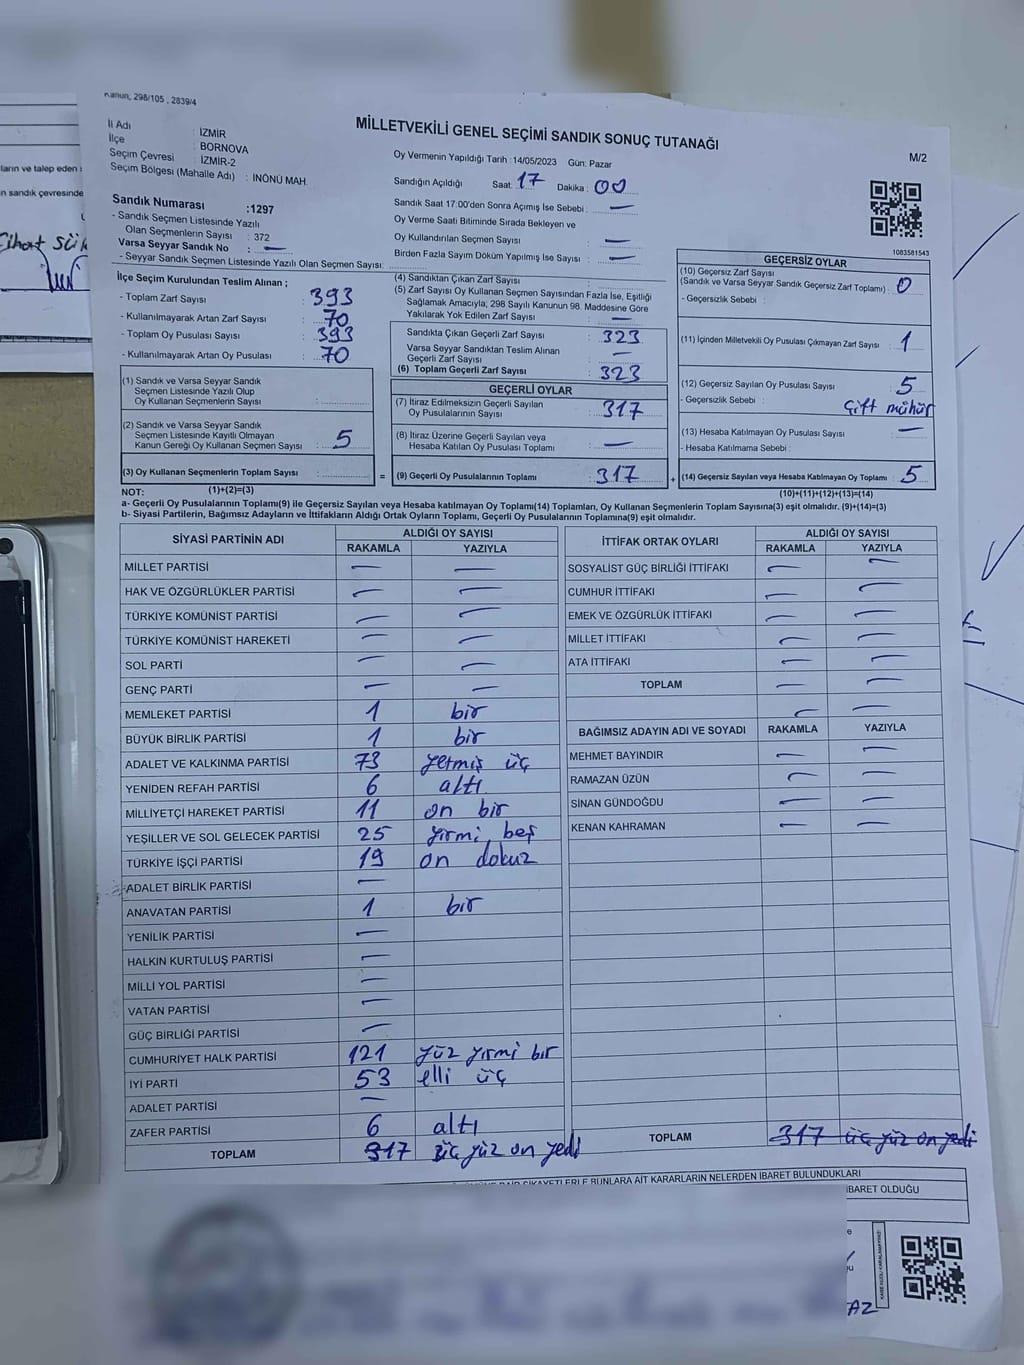 Kanun; 298/105 , 2839/4
MİLLETVEKİLİ GENEL SEÇİMİ SANDIK SONUÇ TUTANAĞI
M/2
İl Adı : İZMİR
İlçe : BORNOVA
Seçim Çevresi : İZMİR-2
Seçim Bölgesi (Mahalle Adı) : İNÖNÜ MAH.
Oy Vermenin Yapıldığı Tarih :14/05/2023 Gün: Pazar
Sandığın Açıldığı Saat: 17 Dakika : 00
Sandık Saat 17:00'den Sonra Açımış İse Sebebi : —
Oy Verme Saati Bitiminde Sırada Bekleyen ve
Oy Kullandırılan Seçmen Sayısı : —
Birden Fazla Sayım Döküm Yapılmış İse Sayısı : —
Sandık Numarası :1297
- Sandık Seçmen Listesinde Yazılı
Olan Seçmenlerin Sayısı : 372
Varsa Seyyar Sandık No : —
- Seyyar Sandık Seçmen Listesinde Yazılı Olan Seçmen Sayısı:
1083581543
İlçe Seçim Kurulundan Teslim Alınan ;
- Toplam Zarf Sayısı : 393
- Kullanılmayarak Artan Zarf Sayısı : 70
- Toplam Oy Pusulası Sayısı : 393
- Kullanılmayarak Artan Oy Pusulası : 70
(1) Sandık ve Varsa Seyyar Sandık
Seçmen Listesinde Yazılı Olup
Oy Kullanan Seçmenlerin Sayısı :
(2) Sandık ve Varsa Seyyar Sandık
Seçmen Listesinde Kayıtlı Olmayan
Kanun Gereği Oy Kullanan Seçmen Sayısı : 5
(3) Oy Kullanan Seçmenlerin Toplam Sayısı : =
(1)+(2)=(3)
(4) Sandıktan Çıkan Zarf Sayısı :
(5) Zarf Sayısı Oy Kullanan Seçmen Sayısından Fazla İse, Eşitliği
Sağlamak Amacıyla; 298 Sayılı Kanunun 98. Maddesine Göre
Yakılarak Yok Edilen Zarf Sayısı : —
Sandıkta Çıkan Geçerli Zarf Sayısı : 323
Varsa Seyyar Sandıktan Teslim Alınan
Geçerli Zarf Sayısı : —
(6) Toplam Geçerli Zarf Sayısı : 323
GEÇERLİ OYLAR
(7) İtiraz Edilmeksizin Geçerli Sayılan
Oy Pusulalarının Sayısı : 317
(8) İtiraz Üzerine Geçerli Sayılan veya
Hesaba Katılan Oy Pusulası Toplamı : —
(9) Geçerli Oy Pusulalarının Toplamı : 317 +
GEÇERSİZ OYLAR
(10) Geçersiz Zarf Sayısı
(Sandık ve Varsa Seyyar Sandık Geçersiz Zarf Toplamı) : 0
- Geçersizlik Sebebi :
(11) İçinden Milletvekili Oy Pusulası Çıkmayan Zarf Sayısı : 1
(12) Geçersiz Sayılan Oy Pusulası Sayısı : 5
- Geçersizlik Sebebi : Çift mühür
(13) Hesaba Katılmayan Oy Pusulası Sayısı : —
- Hesaba Katılmama Sebebi :
(14) Geçersiz Sayılan veya Hesaba Katılmayan Oy Toplamı : 5
(10)+(11)+(12)+(13)=(14)
NOT:
a- Geçerli Oy Pusulalarının Toplamı(9) ile Geçersiz Sayılan veya Hesaba katılmayan Oy Toplamı(14) Toplamları, Oy Kullanan Seçmenlerin Toplam Sayısına(3) eşit olmalıdır. (9)+(14)=(3)
b- Siyasi Partilerin, Bağımsız Adayların ve İttifakların Aldığı Ortak Oyların Toplamı, Geçerli Oy Pusulalarının Toplamına(9) eşit olmalıdır.
SİYASİ PARTİNİN ADI ALDIĞI OY SAYISI
RAKAMLA YAZIYLA
MİLLET PARTİSİ — —
HAK VE ÖZGÜRLÜKLER PARTİSİ — —
TÜRKİYE KOMÜNİST PARTİSİ — —
TÜRKİYE KOMÜNİST HAREKETİ — —
SOL PARTİ — —
GENÇ PARTİ — —
MEMLEKET PARTİSİ 1 bir
BÜYÜK BİRLİK PARTİSİ 1 bir
ADALET VE KALKINMA PARTİSİ 73 yetmiş üç
YENİDEN REFAH PARTİSİ 6 altı
MİLLİYETÇİ HAREKET PARTİSİ 11 on bir
YEŞİLLER VE SOL GELECEK PARTİSİ 25 yirmi beş
TÜRKİYE İŞÇİ PARTİSİ 19 on dokuz
ADALET BİRLİK PARTİSİ —
ANAVATAN PARTİSİ 1 bir
YENİLİK PARTİSİ —
HALKIN KURTULUŞ PARTİSİ —
MİLLİ YOL PARTİSİ —
VATAN PARTİSİ —
GÜÇ BİRLİĞİ PARTİSİ —
CUMHURİYET HALK PARTİSİ 121 yüz yirmi bir
İYİ PARTİ 53 elli üç
ADALET PARTİSİ —
ZAFER PARTİSİ 6 altı
TOPLAM 317 üç yüz on yedi
İTTİFAK ORTAK OYLARI ALDIĞI OY SAYISI
RAKAMLA YAZIYLA
SOSYALİST GÜÇ BİRLİĞİ İTTİFAKI — —
CUMHUR İTTİFAKI — —
EMEK VE ÖZGÜRLÜK İTTİFAKI — —
MİLLET İTTİFAKI — —
ATA İTTİFAKI — —
TOPLAM — —
— —
BAĞIMSIZ ADAYIN ADI VE SOYADI RAKAMLA YAZIYLA
MEHMET BAYINDIR — —
RAMAZAN ÜZÜN — —
SİNAN GÜNDOĞDU — —
KENAN KAHRAMAN — —
TOPLAM 317 üç yüz on yedi
ŞİKAYETLERLE BUNLARA AİT KARARLARIN NELERDEN İBARET BULUNDUKLARI
İBARET OLDUĞU
ların ve talep eden
n sandık çevresinde